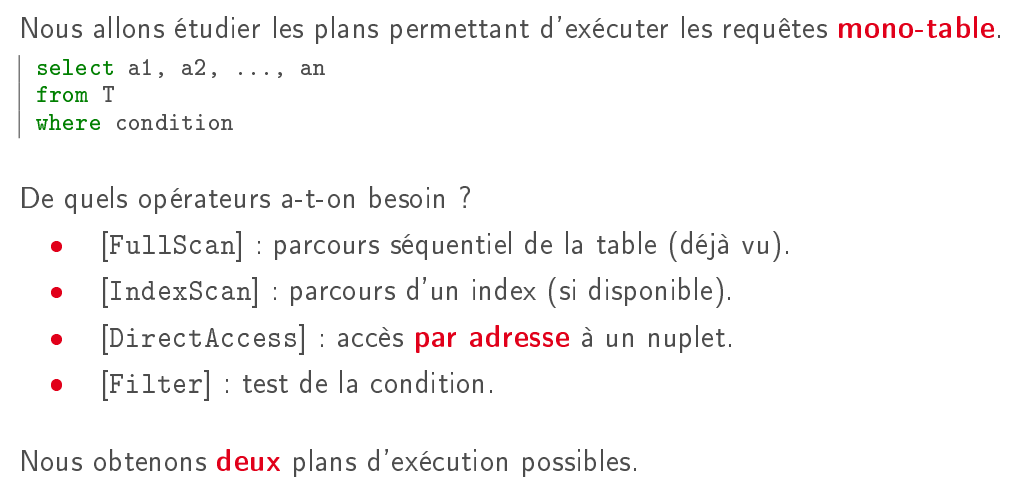 Nous allons étudier les plans permettant d'exécuter les requêtes mono-table.
select a1, a2, ..., an
from T
where condition
De quels opérateurs a-t-on besoin ?
• [FullScan] : parcours séquentiel de la table (déjà vu).
• [IndexScan] : parcours d'un index (si disponible).
• [DirectAccess] : accès par adresse à un nuplet.
• [Filter] : test de la condition.
Nous obtenons deux plans d'exécution possibles.